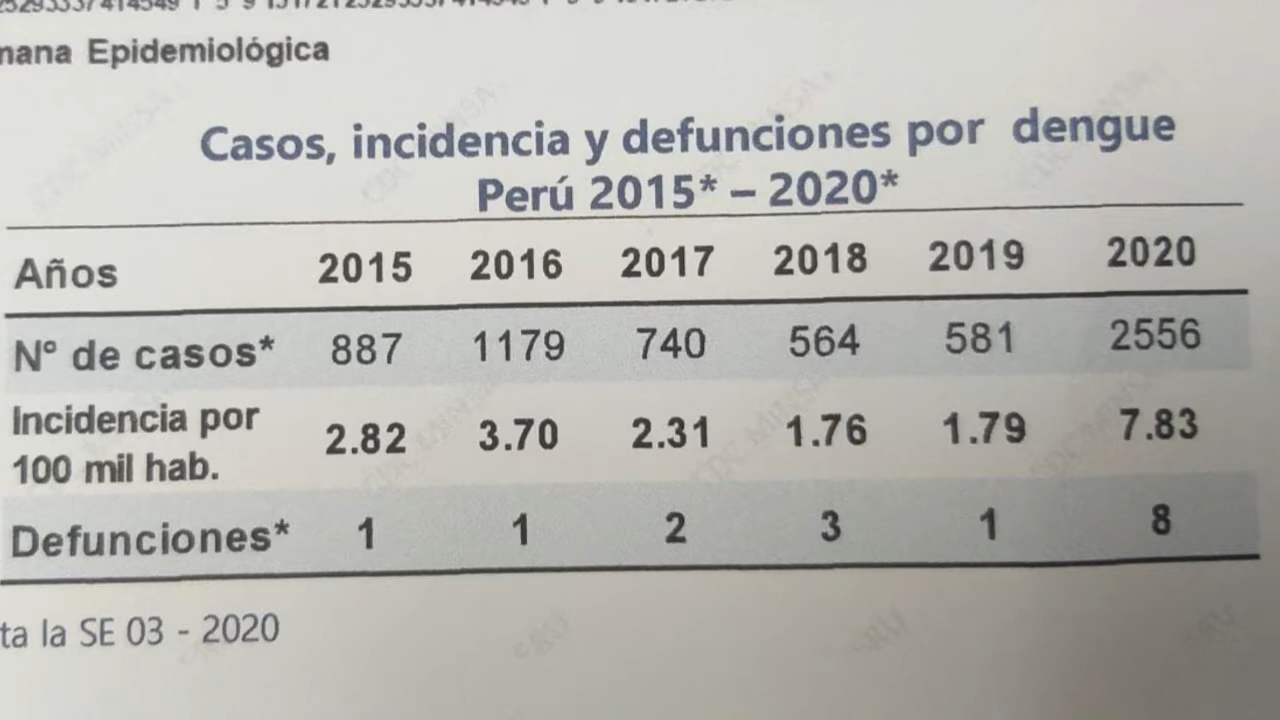 Epidemiológica
Casos, incidencia y defunciones por dengue
Perú 2015* – 2020*
Años 2015 2016 2017 2018 2019 2020
Nº de casos* 887 1179 740 564 581 2556
Incidencia por
100 mil hab. 2.82 3.70 2.31 1.76 1.79 7.83
Defunciones* 1 1 2 3 1 8
ta la SE 03 - 2020